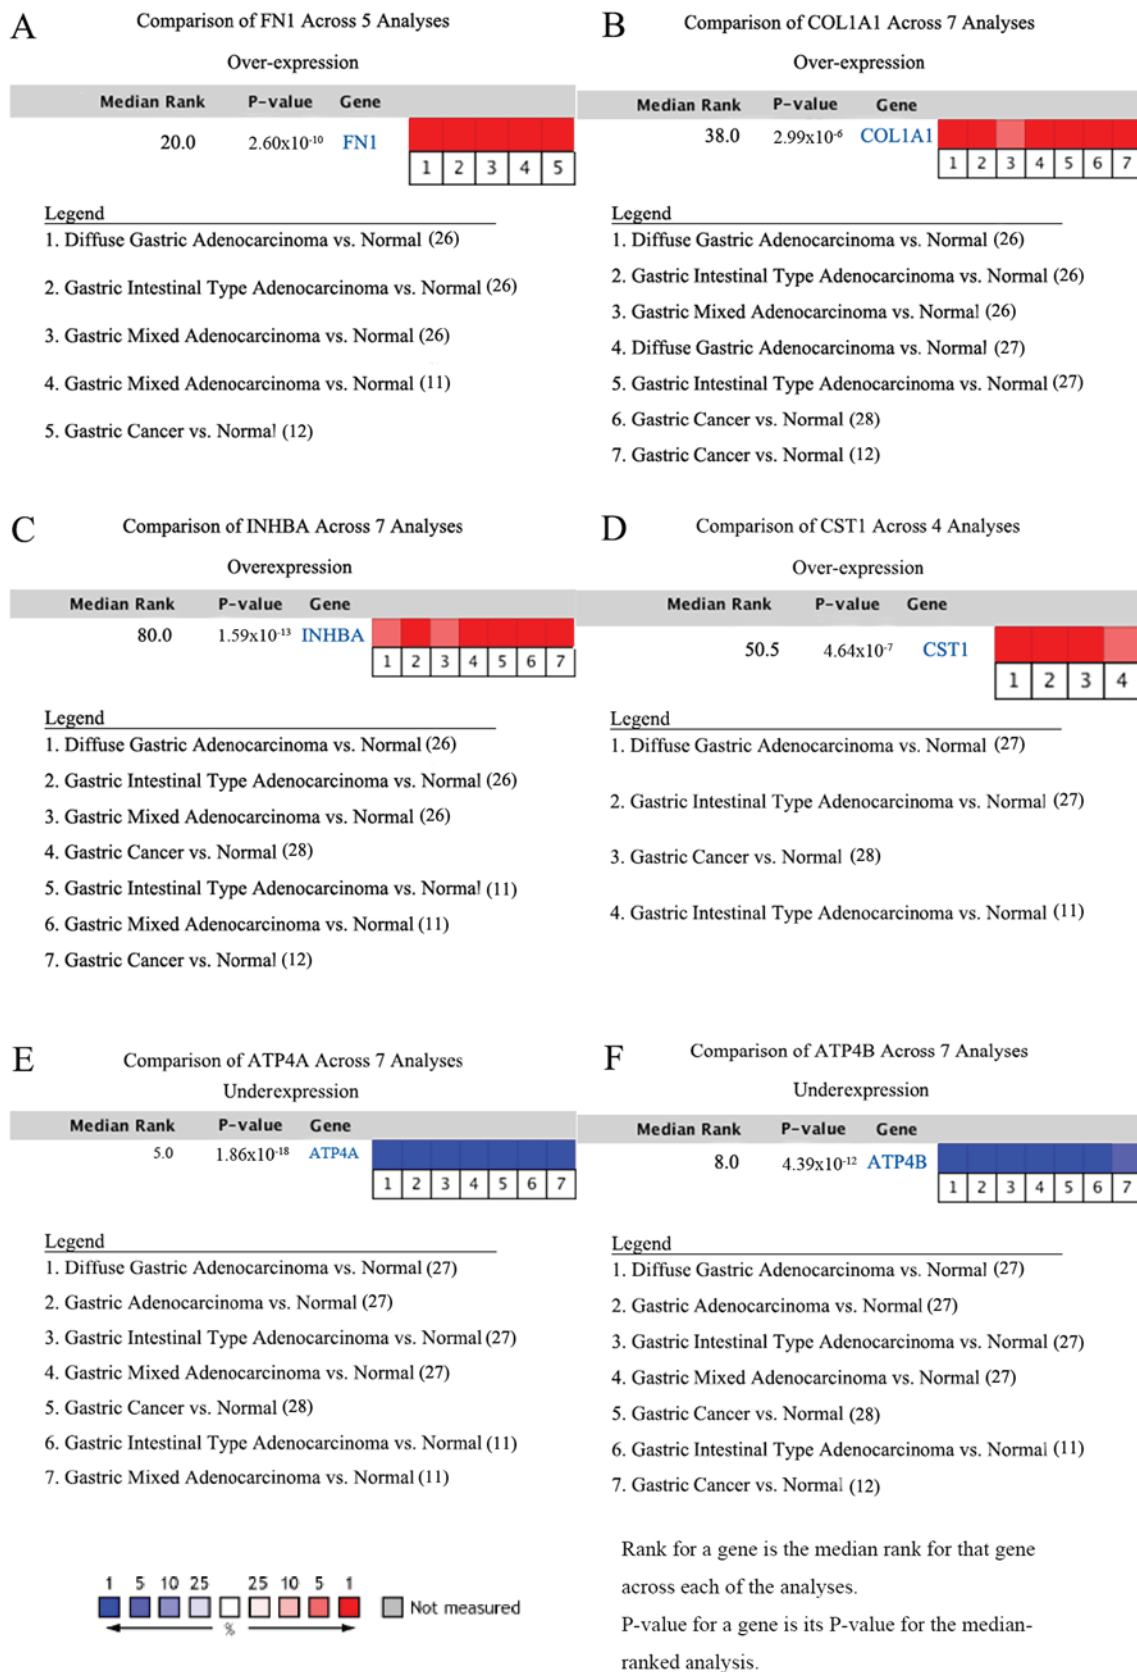 A
Comparison of FN1 Across 5 Analyses
Over-expression
Median Rank P-value Gene
20.0 2.60x10⁻¹⁰ FN1
1 2 3 4 5
Legend
1. Diffuse Gastric Adenocarcinoma vs. Normal (26)
2. Gastric Intestinal Type Adenocarcinoma vs. Normal (26)
3. Gastric Mixed Adenocarcinoma vs. Normal (26)
4. Gastric Mixed Adenocarcinoma vs. Normal (11)
5. Gastric Cancer vs. Normal (12)
B
Comparison of COL1A1 Across 7 Analyses
Over-expression
Median Rank P-value Gene
38.0 2.99x10⁻⁶ COL1A1
1 2 3 4 5 6 7
Legend
1. Diffuse Gastric Adenocarcinoma vs. Normal (26)
2. Gastric Intestinal Type Adenocarcinoma vs. Normal (26)
3. Gastric Mixed Adenocarcinoma vs. Normal (26)
4. Diffuse Gastric Adenocarcinoma vs. Normal (27)
5. Gastric Intestinal Type Adenocarcinoma vs. Normal (27)
6. Gastric Cancer vs. Normal (28)
7. Gastric Cancer vs. Normal (12)
C
Comparison of INHBA Across 7 Analyses
Overexpression
Median Rank P-value Gene
80.0 1.59x10⁻¹³ INHBA
1 2 3 4 5 6 7
Legend
1. Diffuse Gastric Adenocarcinoma vs. Normal (26)
2. Gastric Intestinal Type Adenocarcinoma vs. Normal (26)
3. Gastric Mixed Adenocarcinoma vs. Normal (26)
4. Gastric Cancer vs. Normal (28)
5. Gastric Intestinal Type Adenocarcinoma vs. Normal (11)
6. Gastric Mixed Adenocarcinoma vs. Normal (11)
7. Gastric Cancer vs. Normal (12)
D
Comparison of CST1 Across 4 Analyses
Over-expression
Median Rank P-value Gene
50.5 4.64x10⁻⁷ CST1
1 2 3 4
Legend
1. Diffuse Gastric Adenocarcinoma vs. Normal (27)
2. Gastric Intestinal Type Adenocarcinoma vs. Normal (27)
3. Gastric Cancer vs. Normal (28)
4. Gastric Intestinal Type Adenocarcinoma vs. Normal (11)
E
Comparison of ATP4A Across 7 Analyses
Underexpression
Median Rank P-value Gene
5.0 1.86x10⁻¹⁸ ATP4A
1 2 3 4 5 6 7
Legend
1. Diffuse Gastric Adenocarcinoma vs. Normal (27)
2. Gastric Adenocarcinoma vs. Normal (27)
3. Gastric Intestinal Type Adenocarcinoma vs. Normal (27)
4. Gastric Mixed Adenocarcinoma vs. Normal (27)
5. Gastric Cancer vs. Normal (28)
6. Gastric Intestinal Type Adenocarcinoma vs. Normal (11)
7. Gastric Mixed Adenocarcinoma vs. Normal (11)
F
Comparison of ATP4B Across 7 Analyses
Underexpression
Median Rank P-value Gene
8.0 4.39x10⁻¹² ATP4B
1 2 3 4 5 6 7
Legend
1. Diffuse Gastric Adenocarcinoma vs. Normal (27)
2. Gastric Adenocarcinoma vs. Normal (27)
3. Gastric Intestinal Type Adenocarcinoma vs. Normal (27)
4. Gastric Mixed Adenocarcinoma vs. Normal (27)
5. Gastric Cancer vs. Normal (28)
6. Gastric Intestinal Type Adenocarcinoma vs. Normal (11)
7. Gastric Cancer vs. Normal (12)
1 5 10 25 25 10 5 1
Not measured
%
Rank for a gene is the median rank for that gene
across each of the analyses.
P-value for a gene is its P-value for the median-
ranked analysis.